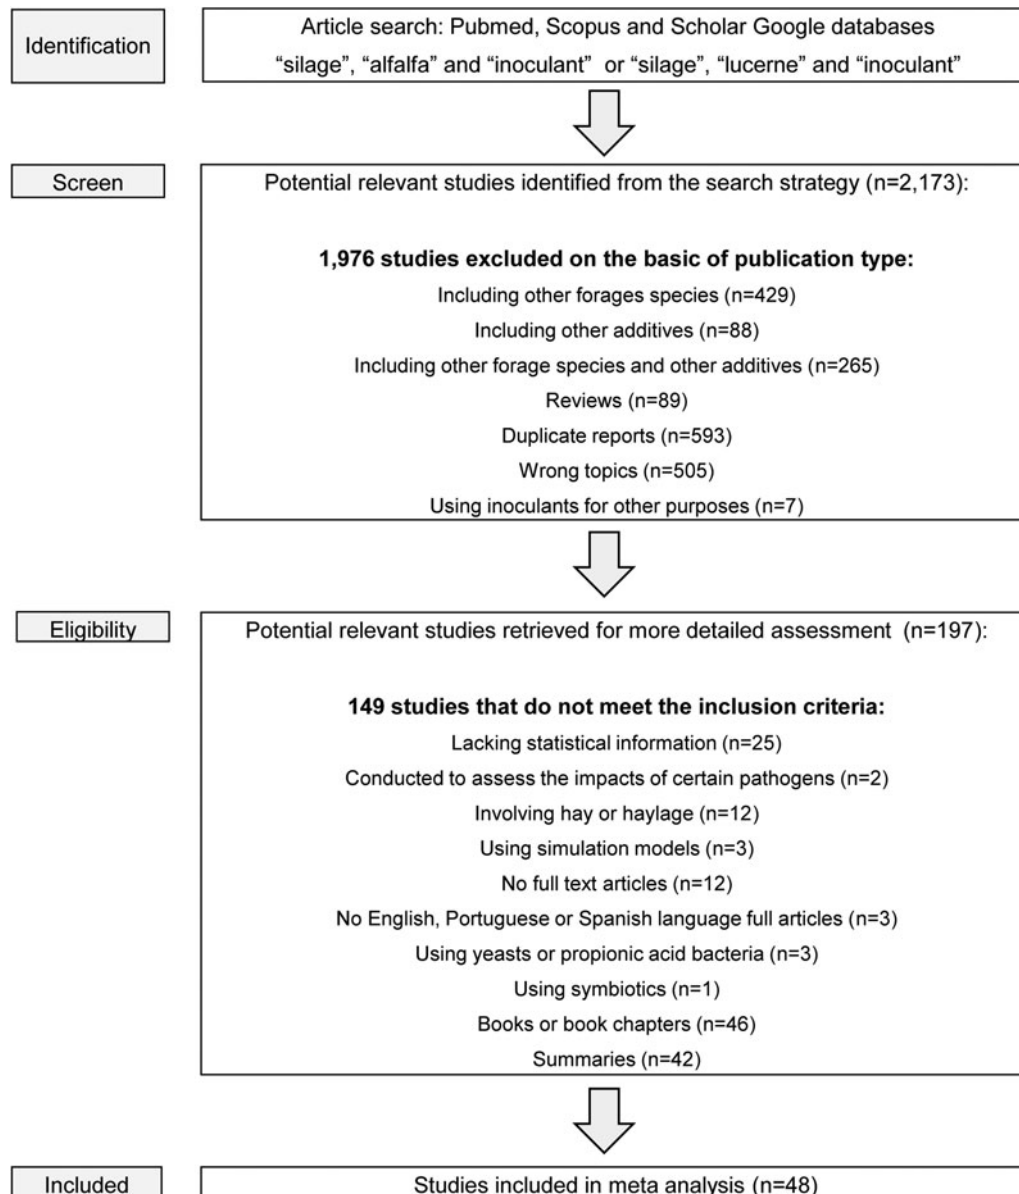 Identification
Article search: Pubmed, Scopus and Scholar Google databases
“silage”, “alfalfa” and “inoculant” or “silage”, “lucerne” and “inoculant”
Screen
Potential relevant studies identified from the search strategy (n=2,173):
1,976 studies excluded on the basic of publication type:
Including other forages species (n=429)
Including other additives (n=88)
Including other forage species and other additives (n=265)
Reviews (n=89)
Duplicate reports (n=593)
Wrong topics (n=505)
Using inoculants for other purposes (n=7)
Eligibility
Potential relevant studies retrieved for more detailed assessment (n=197):
149 studies that do not meet the inclusion criteria:
Lacking statistical information (n=25)
Conducted to assess the impacts of certain pathogens (n=2)
Involving hay or haylage (n=12)
Using simulation models (n=3)
No full text articles (n=12)
No English, Portuguese or Spanish language full articles (n=3)
Using yeasts or propionic acid bacteria (n=3)
Using symbiotics (n=1)
Books or book chapters (n=46)
Summaries (n=42)
Included
Studies included in meta analysis (n=48)